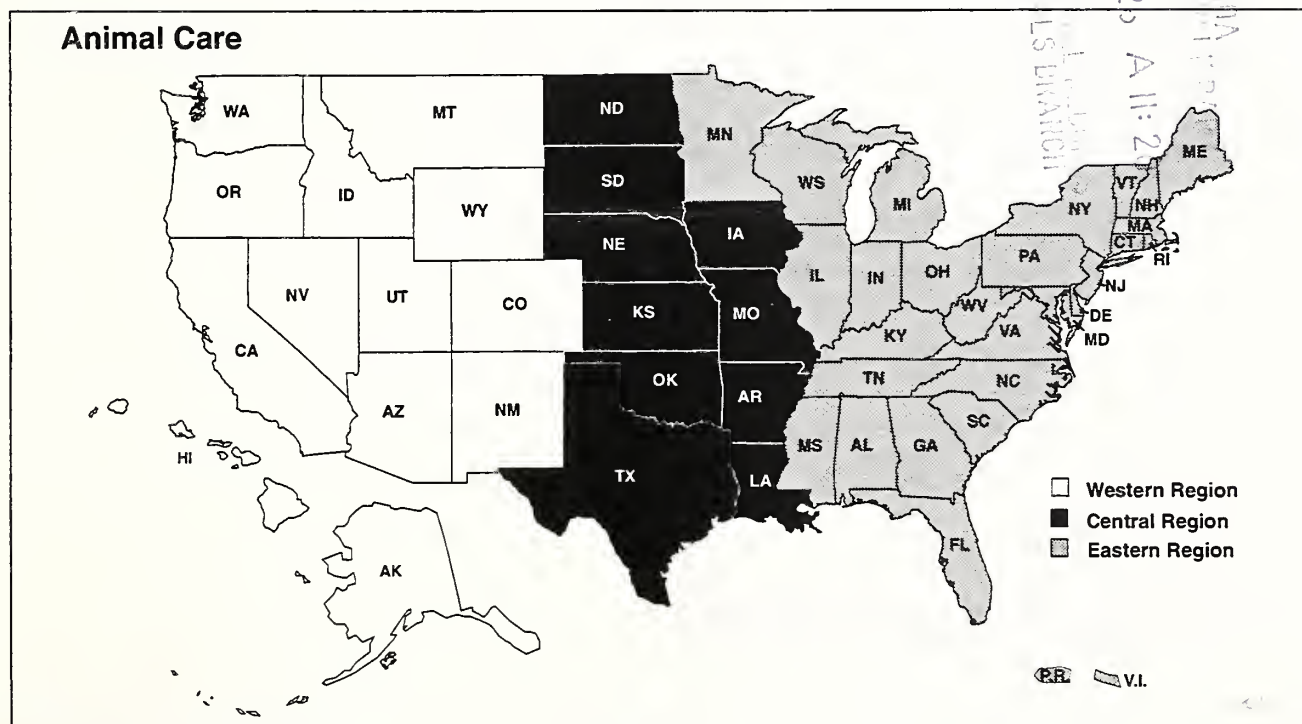 Animal Care
WA
MT
ND
MN
ME
OR
ID
SD
WS
MI
VT
NH
NY
WY
MA
CT
RI
NE
IA
PA
NV
UT
CO
IL
IN
OH
NJ
KS
MO
WV
VA
DE
MD
CA
KY
OK
AR
TN
NC
AZ
NM
SC
MS
AL
GA
HI
TX
LA
Western Region
Central Region
Eastern Region
FL
AK
P.R.
V.I.
A 11: 2